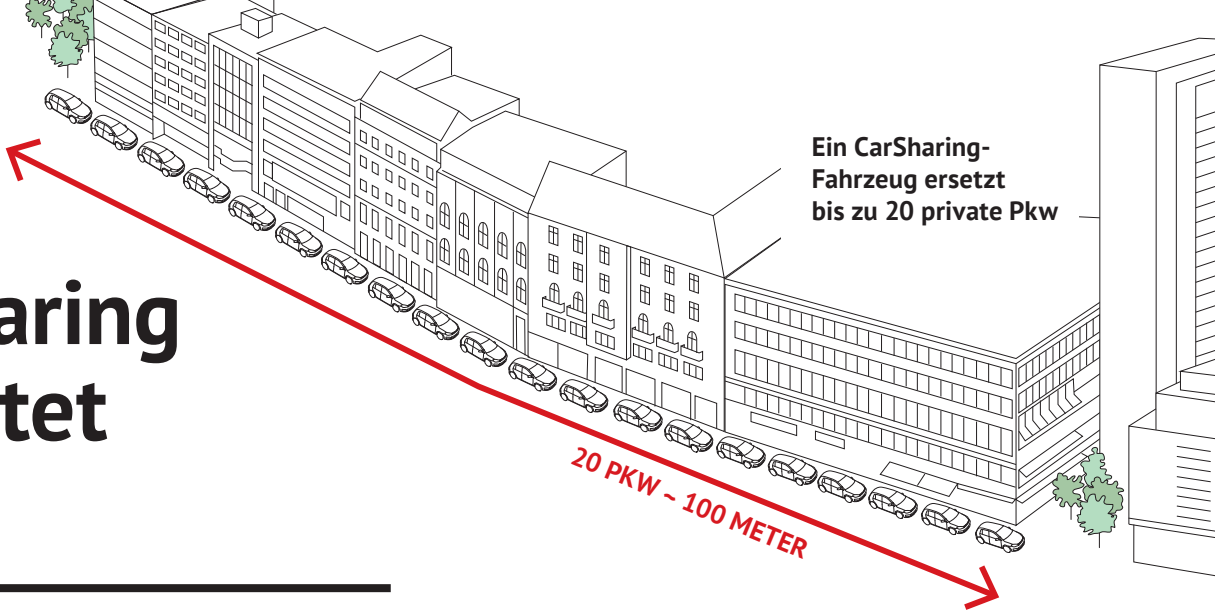 Ein CarSharing-
Fahrzeug ersetzt
bis zu 20 private Pkw
aring
tet
20 PKW ~ 100 METER